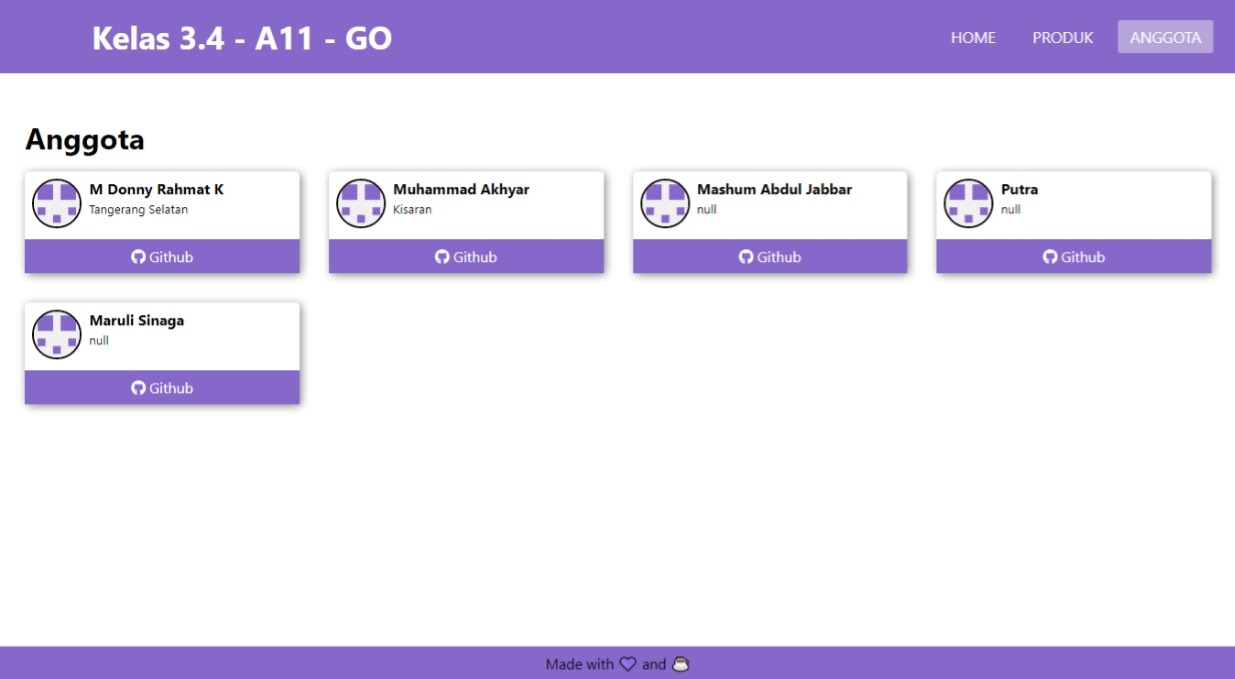 Kelas 3.4 - A11 - GO
HOME PRODUK ANGGOTA
Anggota
M Donny Rahmat K
Tangerang Selatan
Github
Muhammad Akhyar
Kisaran
Github
Mashum Abdul Jabbar
null
Github
Putra
null
Github
Maruli Sinaga
null
Github
Made with and